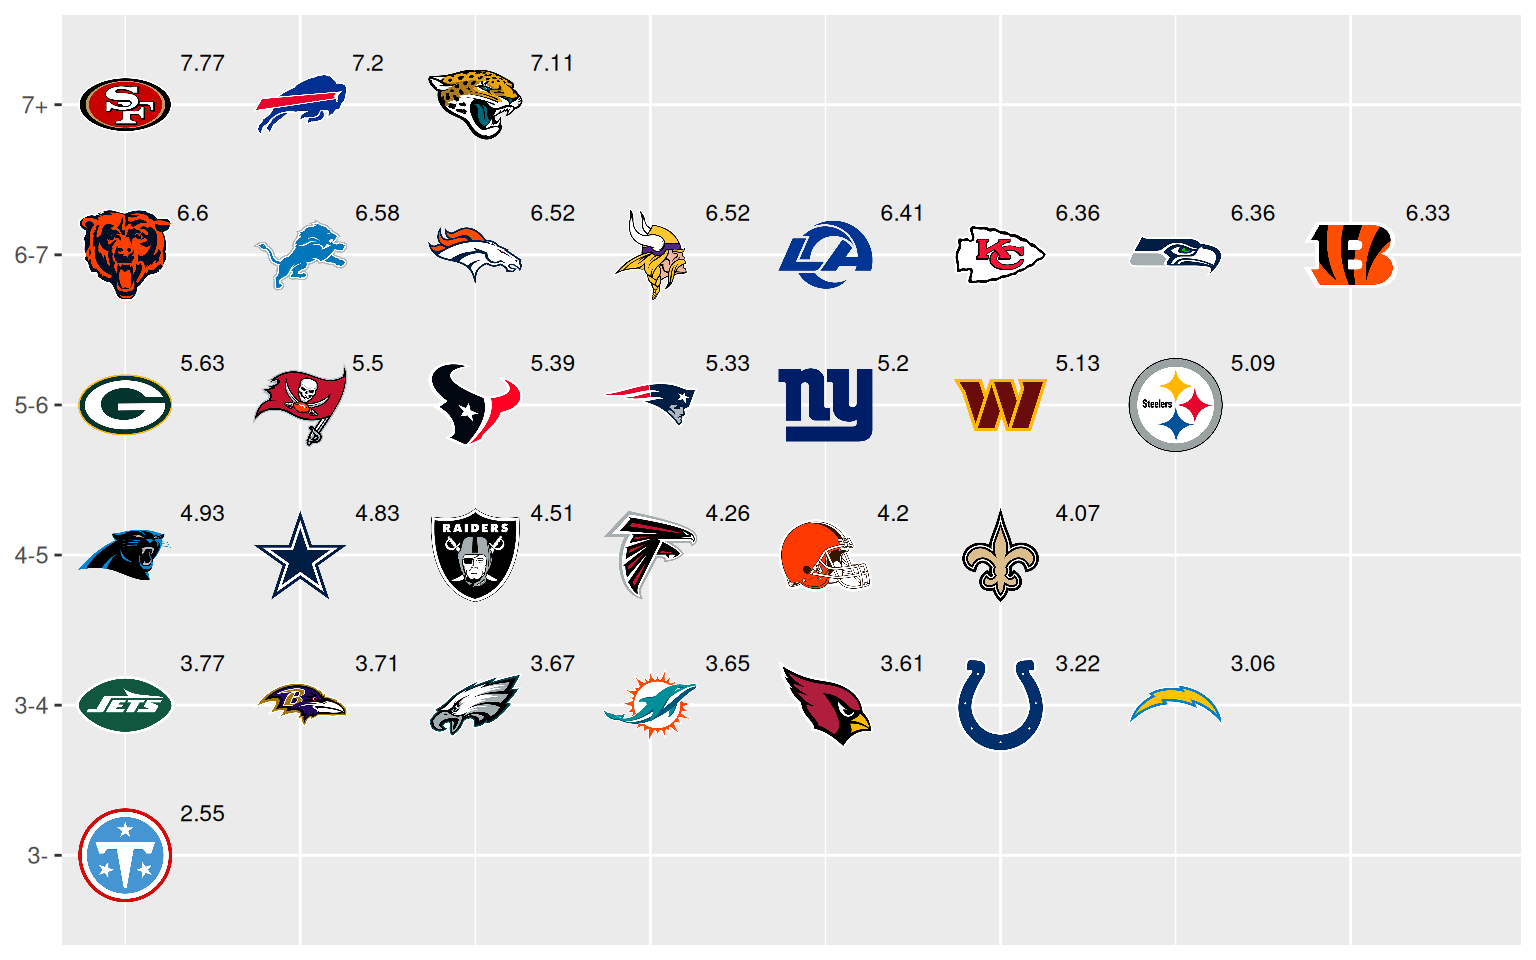 7.77 7.2 7.11
7+ SF
6.6 6.58 6.52 6.52 6.41 6.36 6.36 6.33
6-7 LA KC B
5.63 5.5 5.39 5.33 5.2 5.13 5.09
5-6 G ny W Steelers
4.93 4.83 4.51 4.26 4.2 4.07
RAIDERS
4-5
3.77 3.71 3.67 3.65 3.61 3.22 3.06
3-4 JETS B
2.55
3- T